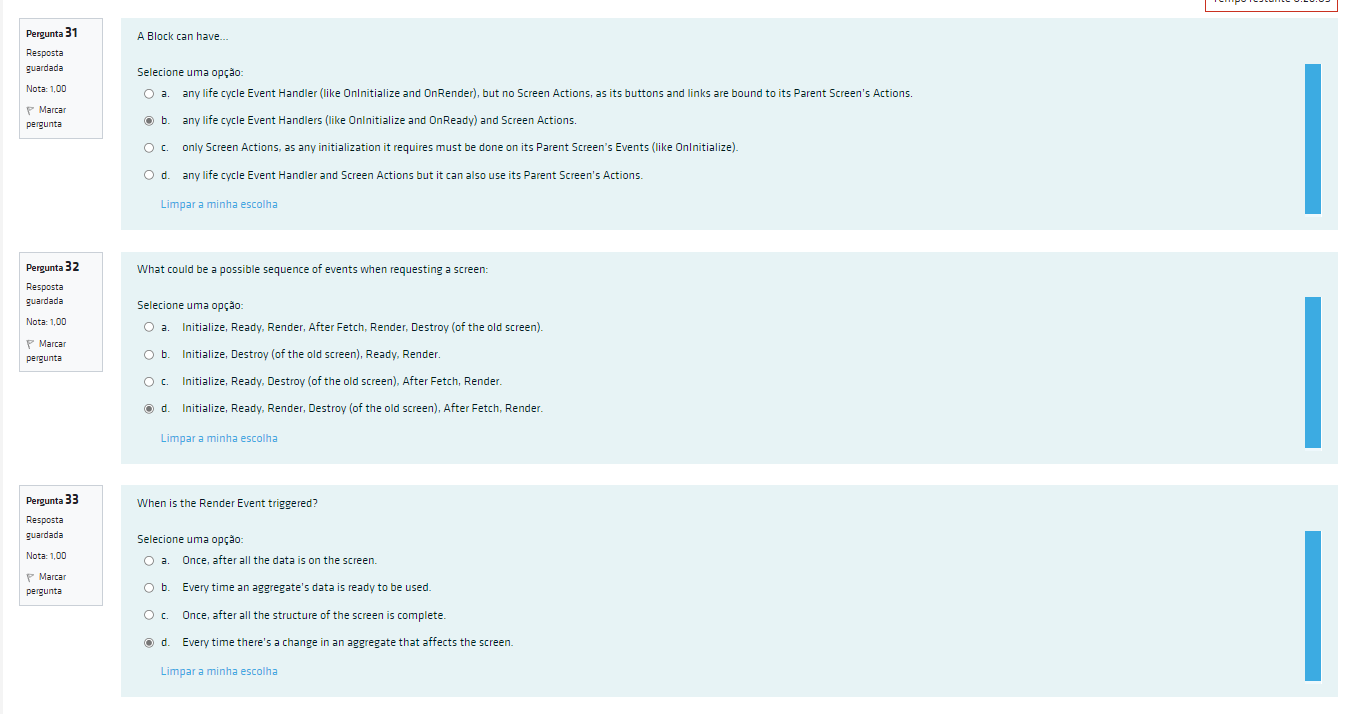 Pergunta 31
Resposta
guardada
Nota: 1,00
Marcar
pergunta
A Block can have...
Selecione uma opção:
a. any life cycle Event Handler (like OnInitialize and OnRender), but no Screen Actions, as its buttons and links are bound to its Parent Screen's Actions.
b. any life cycle Event Handlers (like OnInitialize and OnReady) and Screen Actions.
c. only Screen Actions, as any initialization it requires must be done on its Parent Screen's Events (like OnInitialize).
d. any life cycle Event Handler and Screen Actions but it can also use its Parent Screen's Actions.
Limpar a minha escolha
Pergunta 32
Resposta
guardada
Nota: 1,00
Marcar
pergunta
What could be a possible sequence of events when requesting a screen:
Selecione uma opção:
a. Initialize, Ready, Render, After Fetch, Render, Destroy (of the old screen).
b. Initialize, Destroy (of the old screen), Ready, Render.
c. Initialize, Ready, Destroy (of the old screen), After Fetch, Render.
d. Initialize, Ready, Render, Destroy (of the old screen), After Fetch, Render.
Limpar a minha escolha
Pergunta 33
Resposta
guardada
Nota: 1,00
Marcar
pergunta
When is the Render Event triggered?
Selecione uma opção:
a. Once, after all the data is on the screen.
b. Every time an aggregate's data is ready to be used.
c. Once, after all the structure of the screen is complete.
d. Every time there's a change in an aggregate that affects the screen.
Limpar a minha escolha